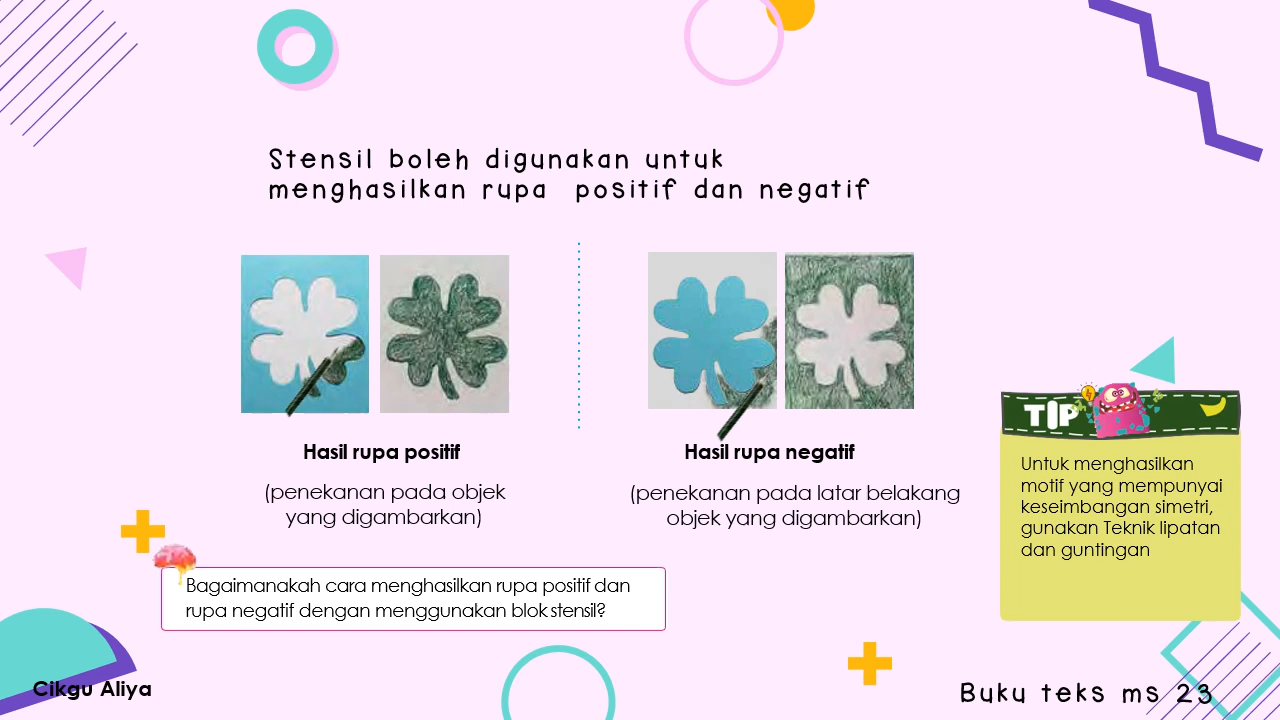 Stensil boleh digunakan untuk
menghasilkan rupa positif dan negatif
Hasil rupa positif
(penekanan pada objek
yang digambarkan)
Hasil rupa negatif
(penekanan pada latar belakang
objek yang digambarkan)
TIP
Untuk menghasilkan
motif yang mempunyai
keseimbangan simetri,
gunakan Teknik lipatan
dan guntingan
Bagaimanakah cara menghasilkan rupa positif dan
rupa negatif dengan menggunakan blok stensil?
Cikgu Aliya
Buku teks ms 23